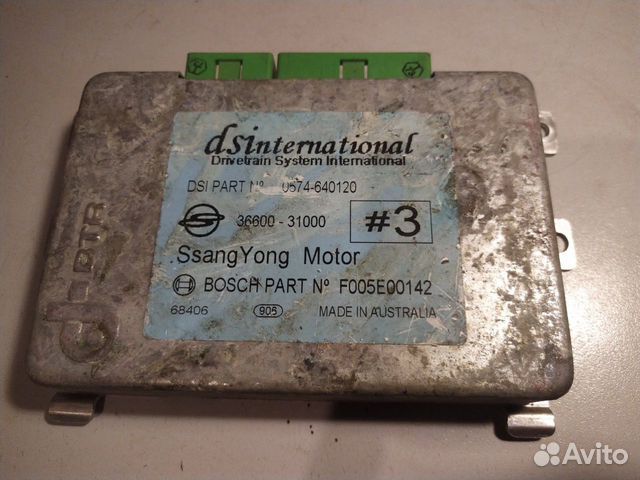 dsinternational
Drivetrain System International
DSI PART Nº 0574-640120
36600 - 31000 #3
SsangYong Motor
BOSCH PART Nº F005E00142
68406 905 MADE IN AUSTRALIA
BTR
Avito